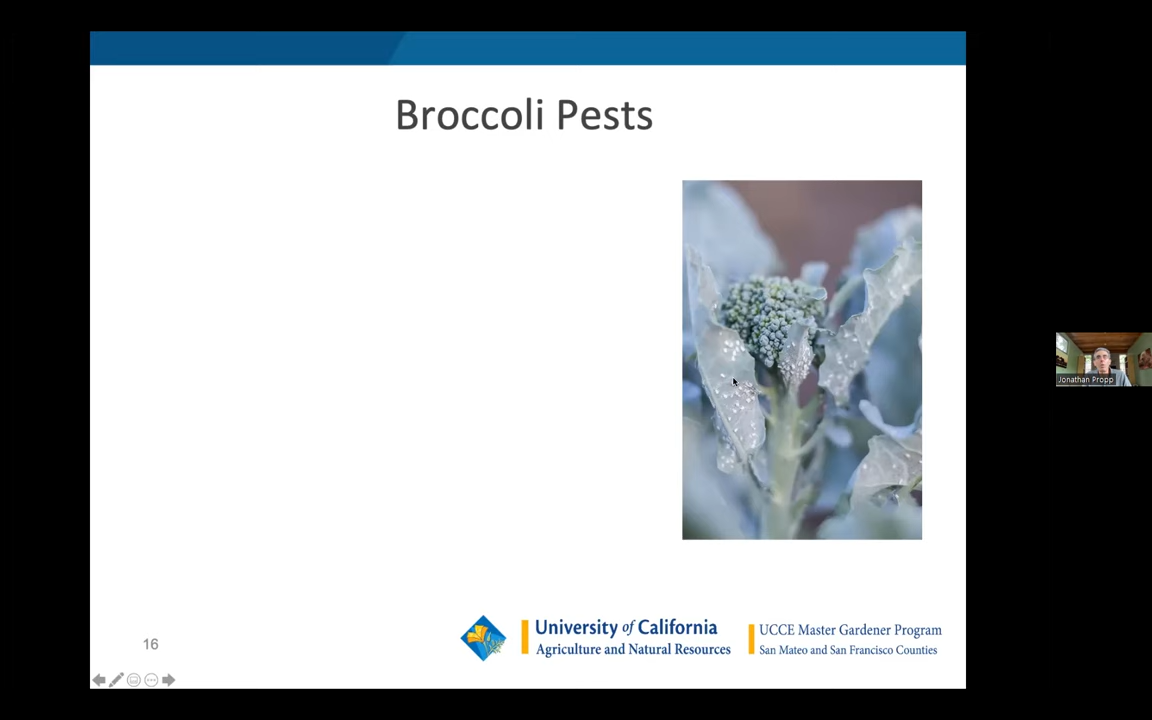 Broccoli Pests
Jonathan Propp
16
University of California
Agriculture and Natural Resources
UCCE Master Gardener Program
San Mateo and San Francisco Counties